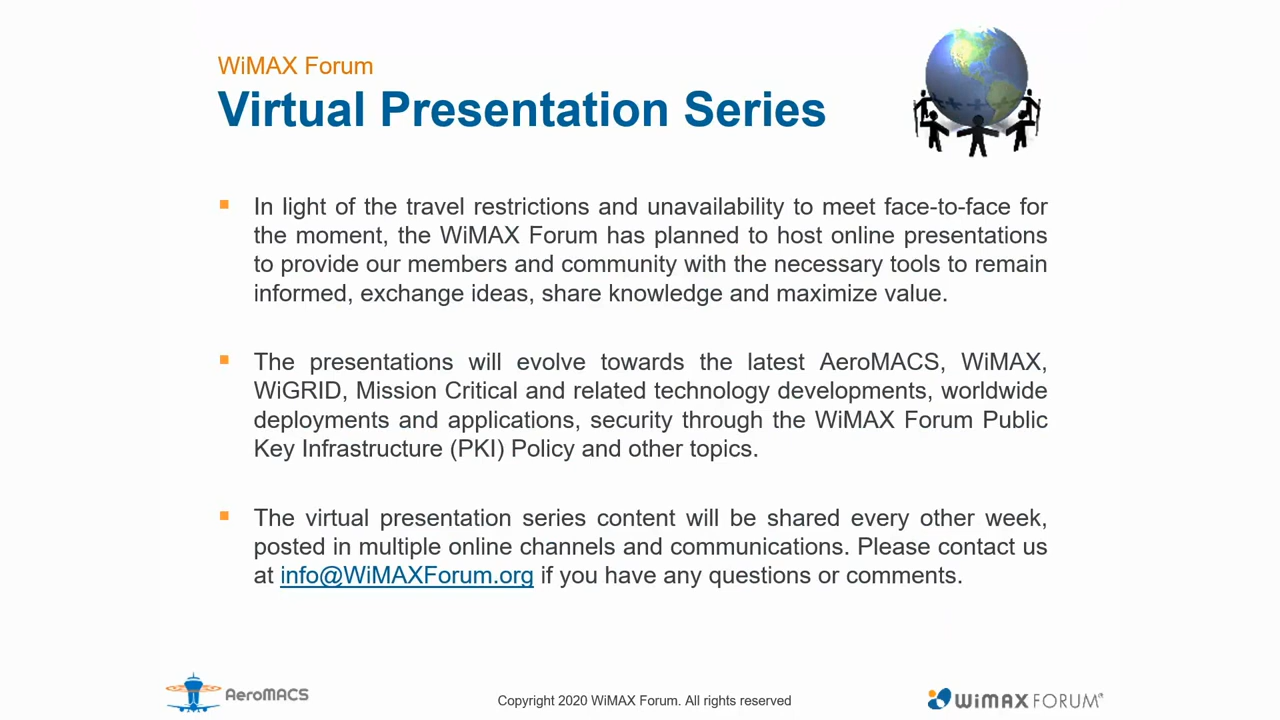 WiMAX Forum
Virtual Presentation Series
In light of the travel restrictions and unavailability to meet face-to-face for
the moment, the WiMAX Forum has planned to host online presentations
to provide our members and community with the necessary tools to remain
informed, exchange ideas, share knowledge and maximize value.
The presentations will evolve towards the latest AeroMACS, WiMAX,
WiGRID, Mission Critical and related technology developments, worldwide
deployments and applications, security through the WiMAX Forum Public
Key Infrastructure (PKI) Policy and other topics.
The virtual presentation series content will be shared every other week,
posted in multiple online channels and communications. Please contact us
at info@WiMAXForum.org if you have any questions or comments.
AeroMACS
Copyright 2020 WiMAX Forum. All rights reserved
WiMAX FORUM